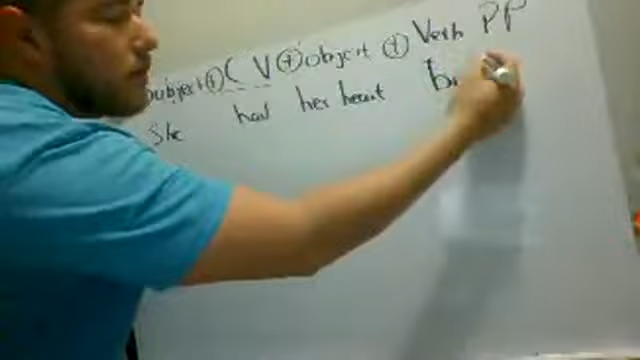 subject ⊕ C V ⊕ object ⊕ Verb PP
She had her heart b